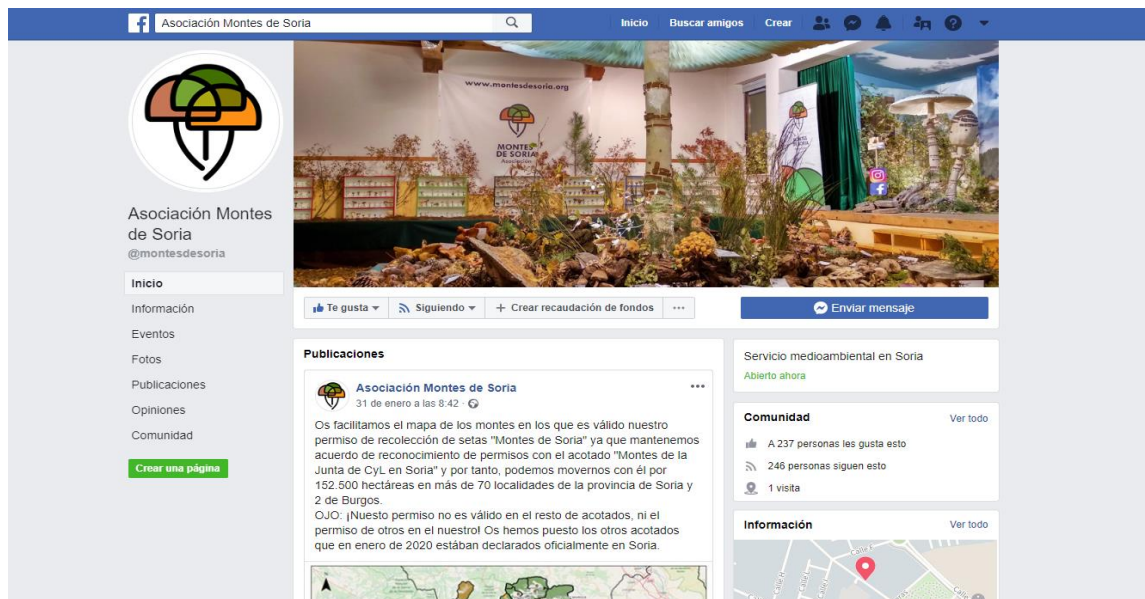 Asociación Montes de Soria
Inicio Buscar amigos Crear
www.montesdesoria.org
MONTES
DE SORIA
Asociación
Asociación Montes
de Soria
@montesdesoria
Inicio
Información
Eventos
Fotos
Publicaciones
Opiniones
Comunidad
Crear una página
Te gusta Siguiendo + Crear recaudación de fondos ...
Enviar mensaje
Publicaciones
Asociación Montes de Soria
31 de enero a las 8:42 ·
Os facilitamos el mapa de los montes en los que es válido nuestro
permiso de recolección de setas "Montes de Soria" ya que mantenemos
acuerdo de reconocimiento de permisos con el acotado "Montes de la
Junta de CyL en Soria" y por tanto, podemos movernos con él por
152.500 hectáreas en más de 70 localidades de la provincia de Soria y
2 de Burgos.
OJO: ¡Nuesto permiso no es válido en el resto de acotados, ni el
permiso de otros en el nuestro! Os hemos puesto los otros acotados
que en enero de 2020 estában declarados oficialmente en Soria.
Servicio medioambiental en Soria
Abierto ahora
Comunidad Ver todo
A 237 personas les gusta esto
246 personas siguen esto
1 visita
Información Ver todo
Calle F
Calle H